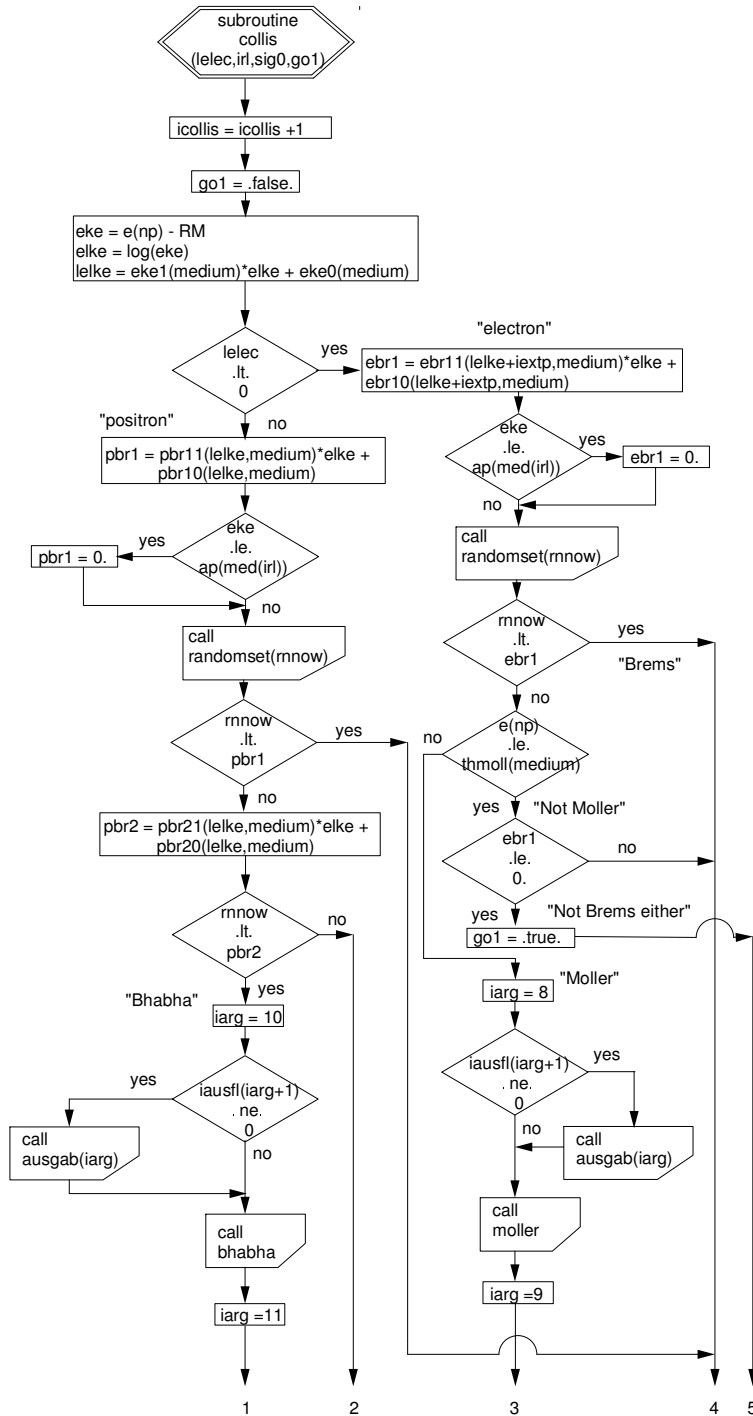 subroutine
collis
(lelec,irl,sig0,go1)
icollis = icollis +1
go1 = .false.
eke = e(np) - RM
elke = log(eke)
lelke = eke1(medium)*elke + eke0(medium)
lelec
.lt.
0
yes
no
"electron"
ebr1 = ebr11(lelke+iextp,medium)*elke +
ebr10(lelke+iextp,medium)
"positron"
pbr1 = pbr11(lelke,medium)*elke +
pbr10(lelke,medium)
eke
.le.
ap(med(irl))
yes
ebr1 = 0.
no
call
randomset(rnnow)
eke
.le.
ap(med(irl))
yes
pbr1 = 0.
no
call
randomset(rnnow)
rnnow
.lt.
ebr1
yes
"Brems"
no
rnnow
.lt.
pbr1
yes
no
e(np)
.le.
thmoll(medium)
no
yes
"Not Moller"
pbr2 = pbr21(lelke,medium)*elke +
pbr20(lelke,medium)
ebr1
.le.
0.
no
yes
"Not Brems either"
go1 = .true.
rnnow
.lt.
pbr2
no
yes
"Bhabha"
iarg = 10
"Moller"
iarg = 8
iausfl(iarg+1)
. ne.
0
yes
no
call
ausgab(iarg)
iausfl(iarg+1)
. ne.
0
yes
no
call
ausgab(iarg)
call
bhabha
call
moller
iarg =11
iarg =9
1
2
3
4
5